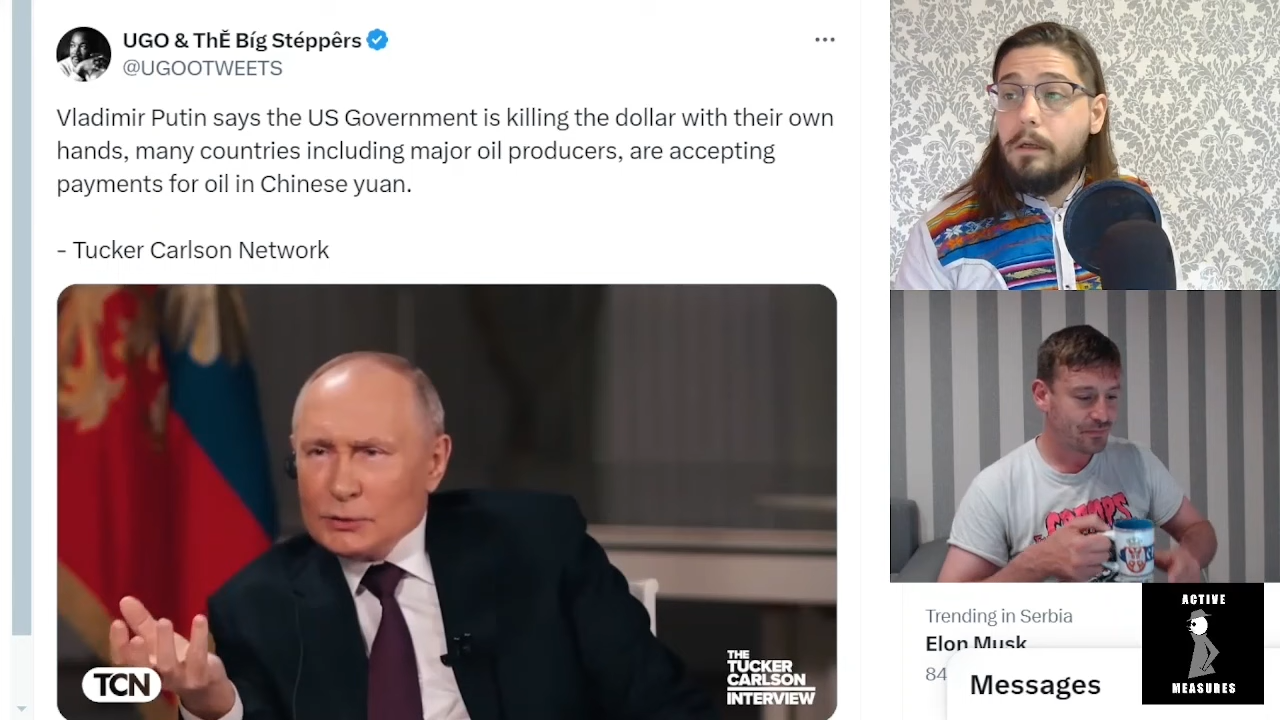 UGO & ThĔ Bíg Stéppêrs
@UGOOTWEETS
Vladimir Putin says the US Government is killing the dollar with their own
hands, many countries including major oil producers, are accepting
payments for oil in Chinese yuan.
- Tucker Carlson Network
TCN
THE
TUCKER
CARLSON
INTERVIEW
Trending in Serbia
Elon Musk
84
Messages
ACTIVE
MEASURES